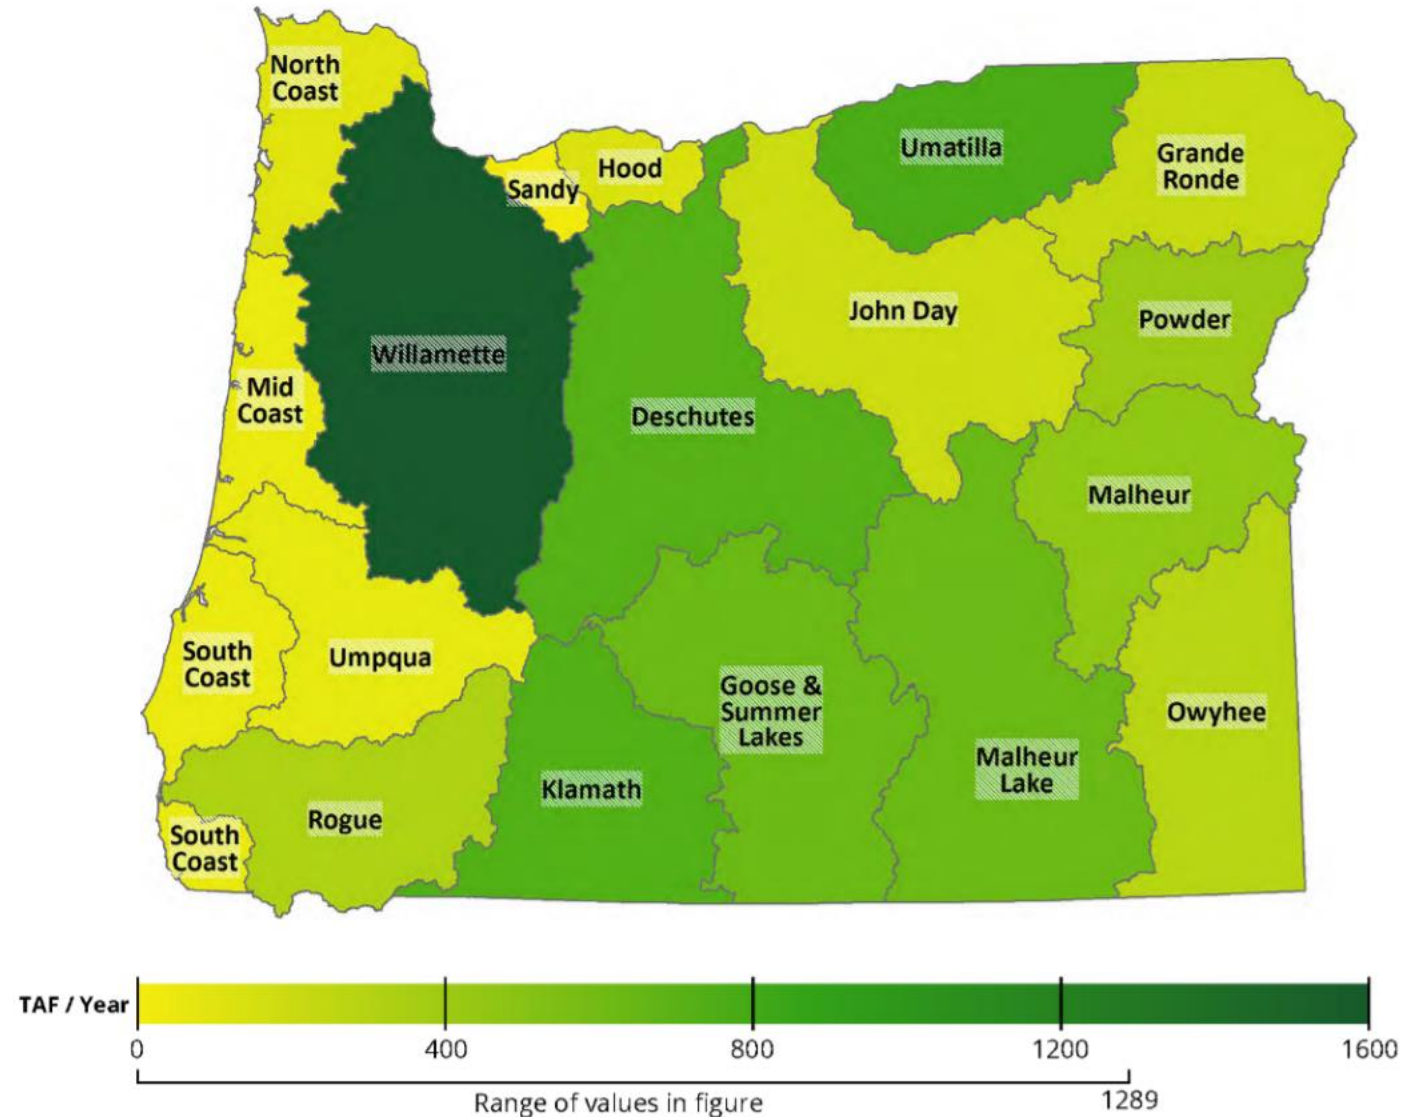 North
Coast
Sandy
Hood
Umatilla
Grande
Ronde
John Day
Powder
Willamette
Mid
Coast
Deschutes
Malheur
South
Coast
Umpqua
Goose &
Summer
Lakes
Owyhee
Malheur
Lake
Klamath
Rogue
South
Coast
TAF / Year
0
400
800
1200
1600
Range of values in figure
1289